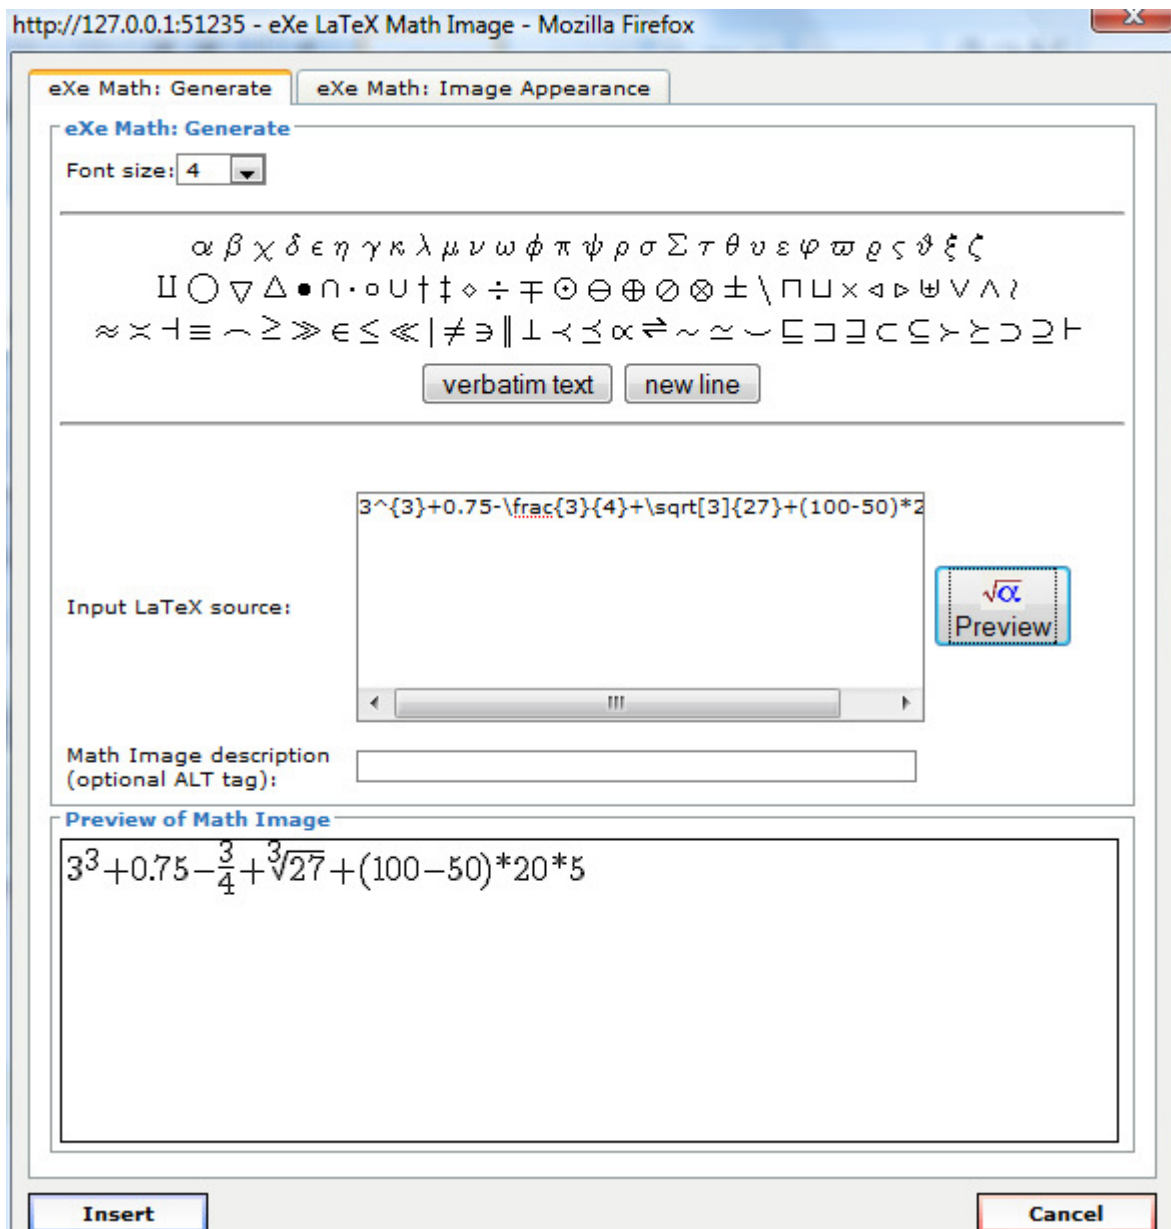 http://127.0.0.1:51235 - eXe LaTeX Math Image - Mozilla Firefox
eXe Math: Generate
eXe Math: Image Appearance
eXe Math: Generate
Font size: 4
α β χ δ ϵ η γ κ λ μ ν ω ϕ π ψ ρ σ Σ τ θ υ ε φ ϖ ϱ ς ϑ ξ ζ
⨿ ◯ ▽ △ • ∩ · ∘ ∪ † ‡ ⋄ ÷ ∓ ⊙ ⊖ ⊕ ⊘ ⊗ ± \ ⊓ ⊔ × ◁ ▷ ⊎ ∨ ∧ ≀
≈ ≍ ⊣ ≡ ⌢ ≥ ≫ ∈ ≤ ≪ | ≠ ∋ ∥ ⊥ ≺ ⪯ ∝ ⇌ ∼ ≃ ⌣ ⊑ ⊐ ⊒ ⊂ ⊆ ≻ ⪰ ⊃ ⊇ ⊢
verbatim text
new line
3^{3}+0.75-\frac{3}{4}+\sqrt[3]{27}+(100-50)*2
Input LaTeX source:
√α
Preview
Math Image description
(optional ALT tag):
Preview of Math Image
3³+0.75−3/4+∛27+(100−50)*20*5
Insert
Cancel